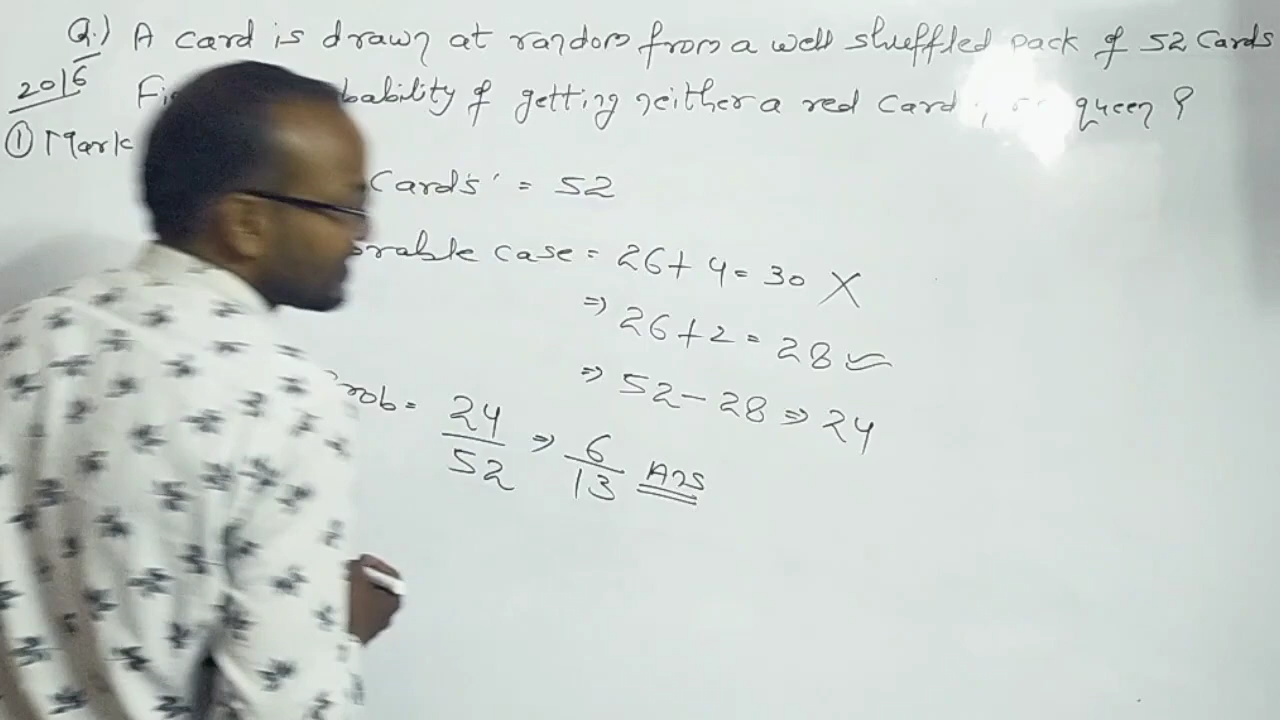 Q.) A card is drawn at random from a well shuffled pack of 52 Cards
2016 bability of getting neither a red card, queen ?
① Mark
Cards' = 52
orable case = 26 + 4 = 30 X
⇒ 26 + 2 = 28 ✓
⇒ 52 - 28 ⇒ 24
rob = 24/52 ⇒ 6/13 Ans